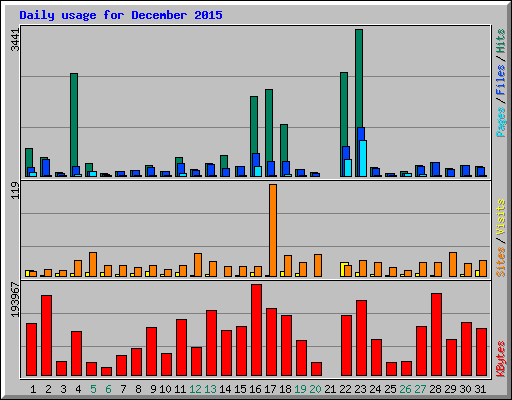 Daily usage for December 2015
3441
Pages / Files / Hits
119
Sites / Visits
193967
KBytes
1 2 3 4 5 6 7 8 9 10 11 12 13 14 15 16 17 18 19 20 21 22 23 24 25 26 27 28 29 30 31